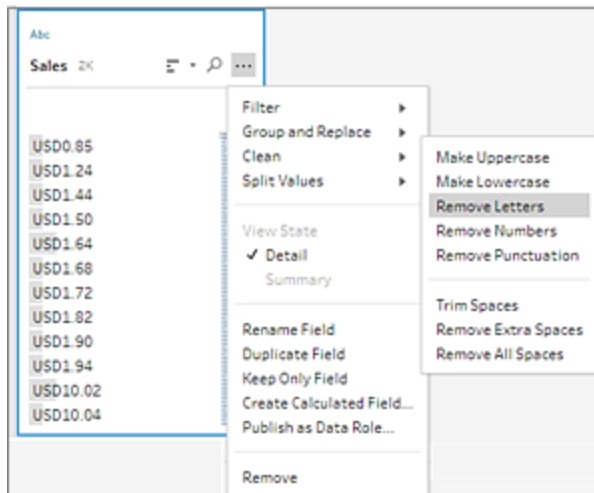 Abc
Sales 2K
USD0.85
USD1.24
USD1.44
USD1.50
USD1.64
USD1.68
USD1.72
USD1.82
USD1.90
USD1.94
USD10.02
USD10.04
Filter
Group and Replace
Clean
Split Values
View State
Detail
Summary
Rename Field
Duplicate Field
Keep Only Field
Create Calculated Field...
Publish as Data Role...
Remove
Make Uppercase
Make Lowercase
Remove Letters
Remove Numbers
Remove Punctuation
Trim Spaces
Remove Extra Spaces
Remove All Spaces